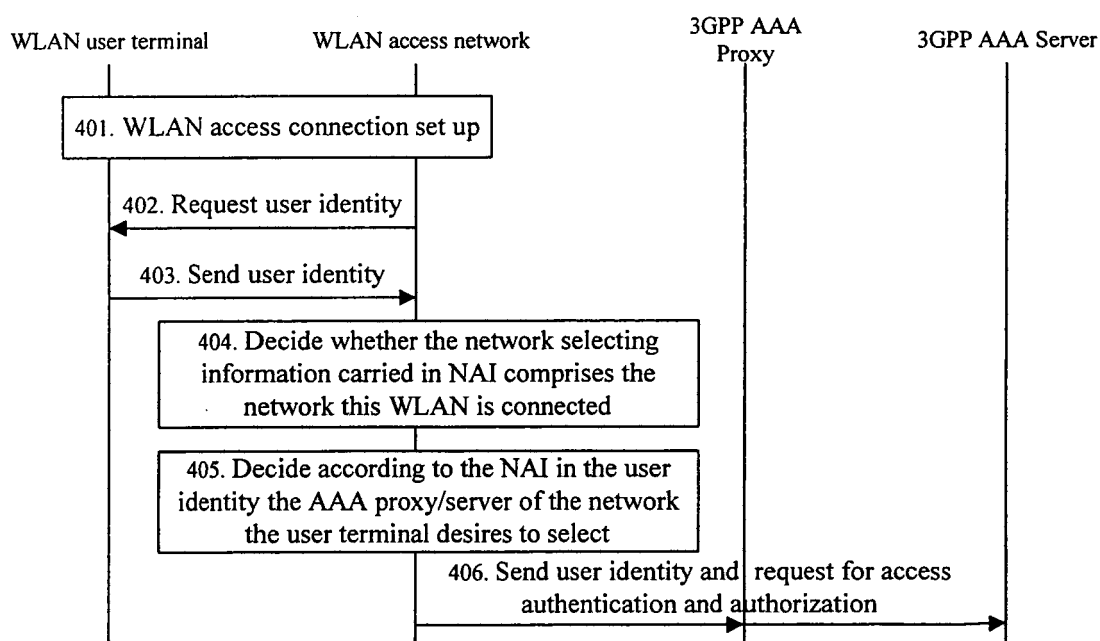 WLAN user terminal
WLAN access network
3GPP AAA
Proxy
3GPP AAA Server
401. WLAN access connection set up
402. Request user identity
403. Send user identity
404. Decide whether the network selecting
information carried in NAI comprises the
network this WLAN is connected
405. Decide according to the NAI in the user
identity the AAA proxy/server of the network
the user terminal desires to select
406. Send user identity and request for access
authentication and authorization